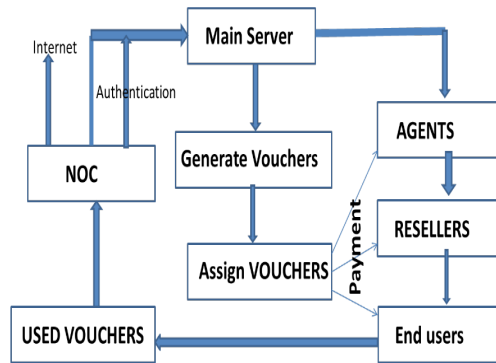 Main Server
Internet
Authentication
Generate Vouchers
AGENTS
NOC
Payment
RESELLERS
Assign VOUCHERS
USED VOUCHERS
End users